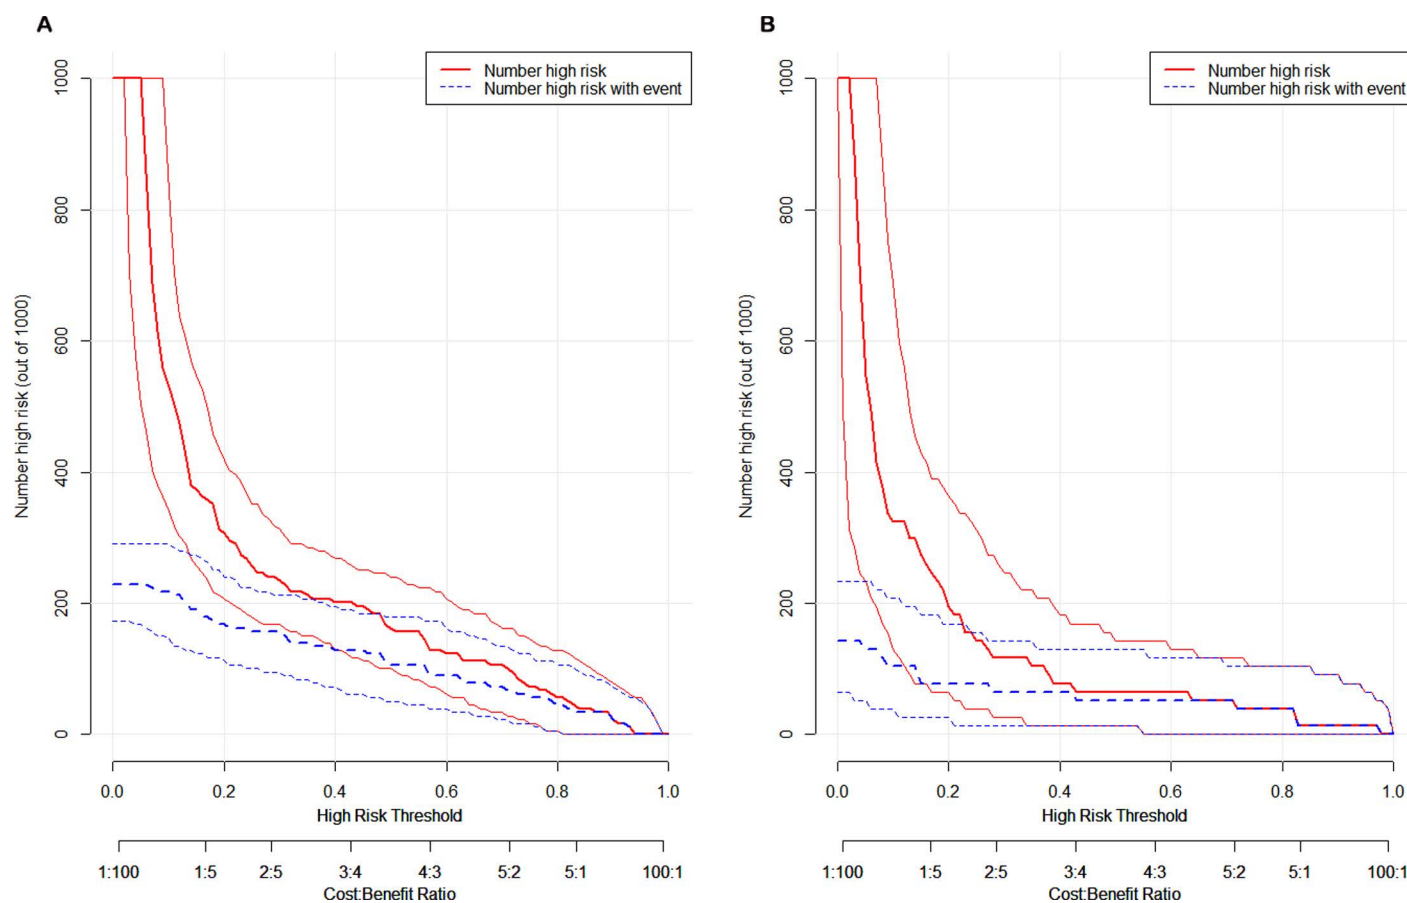 A
Number high risk
Number high risk with event
1000
800
600
400
200
0
Number high risk (out of 1000)
0.0 0.2 0.4 0.6 0.8 1.0
High Risk Threshold
1:100 1:5 2:5 3:4 4:3 5:2 5:1 100:1
Cost:Benefit Ratio
B
Number high risk
Number high risk with event
1000
800
600
400
200
0
Number high risk (out of 1000)
0.0 0.2 0.4 0.6 0.8 1.0
High Risk Threshold
1:100 1:5 2:5 3:4 4:3 5:2 5:1 100:1
Cost:Benefit Ratio